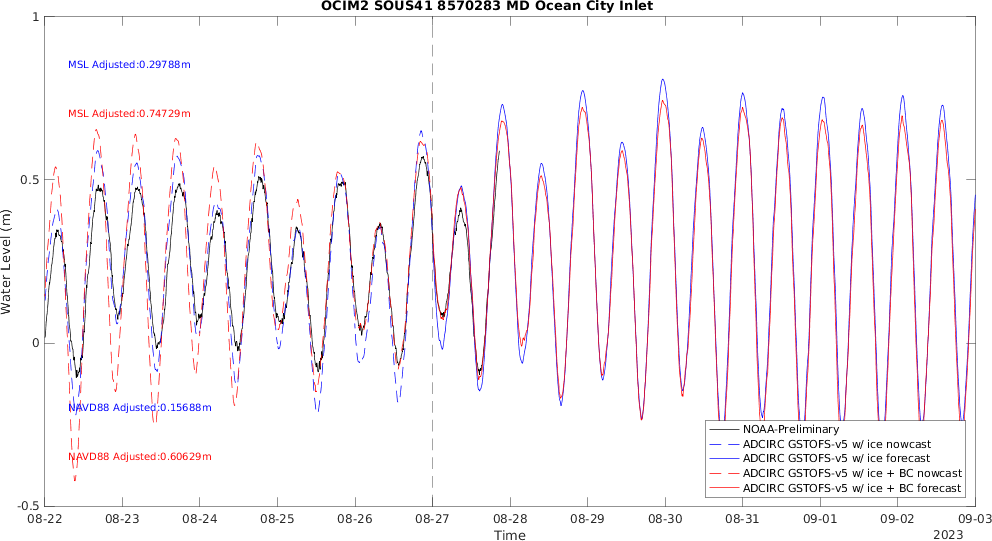 OCIM2 SOUS41 8570283 MD Ocean City Inlet
1
MSL Adjusted:0.29788m
MSL Adjusted:0.74729m
0.5
Water Level (m)
0
NAVD88 Adjusted:0.15688m
NAVD88 Adjusted:0.60629m
-0.5
NOAA-Preliminary
ADCIRC GSTOFS-v5 w/ ice nowcast
ADCIRC GSTOFS-v5 w/ ice forecast
ADCIRC GSTOFS-v5 w/ ice + BC nowcast
ADCIRC GSTOFS-v5 w/ ice + BC forecast
08-22 08-23 08-24 08-25 08-26 08-27 08-28 08-29 08-30 08-31 09-01 09-02 09-03
Time
2023